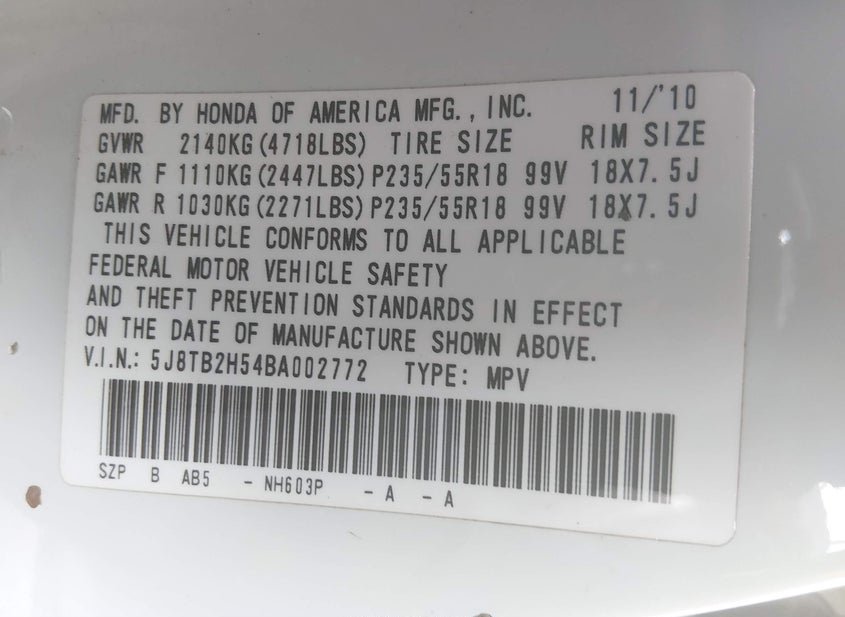 MFD. BY HONDA OF AMERICA MFG., INC. 11/'10
GVWR 2140KG(4718LBS) TIRE SIZE RIM SIZE
GAWR F 1110KG(2447LBS) P235/55R18 99V 18X7.5J
GAWR R 1030KG(2271LBS) P235/55R18 99V 18X7.5J
THIS VEHICLE CONFORMS TO ALL APPLICABLE
FEDERAL MOTOR VEHICLE SAFETY
AND THEFT PREVENTION STANDARDS IN EFFECT
ON THE DATE OF MANUFACTURE SHOWN ABOVE.
V.I.N.: 5J8TB2H54BA002772 TYPE: MPV
SZP B AB5 - NH603P - A - A